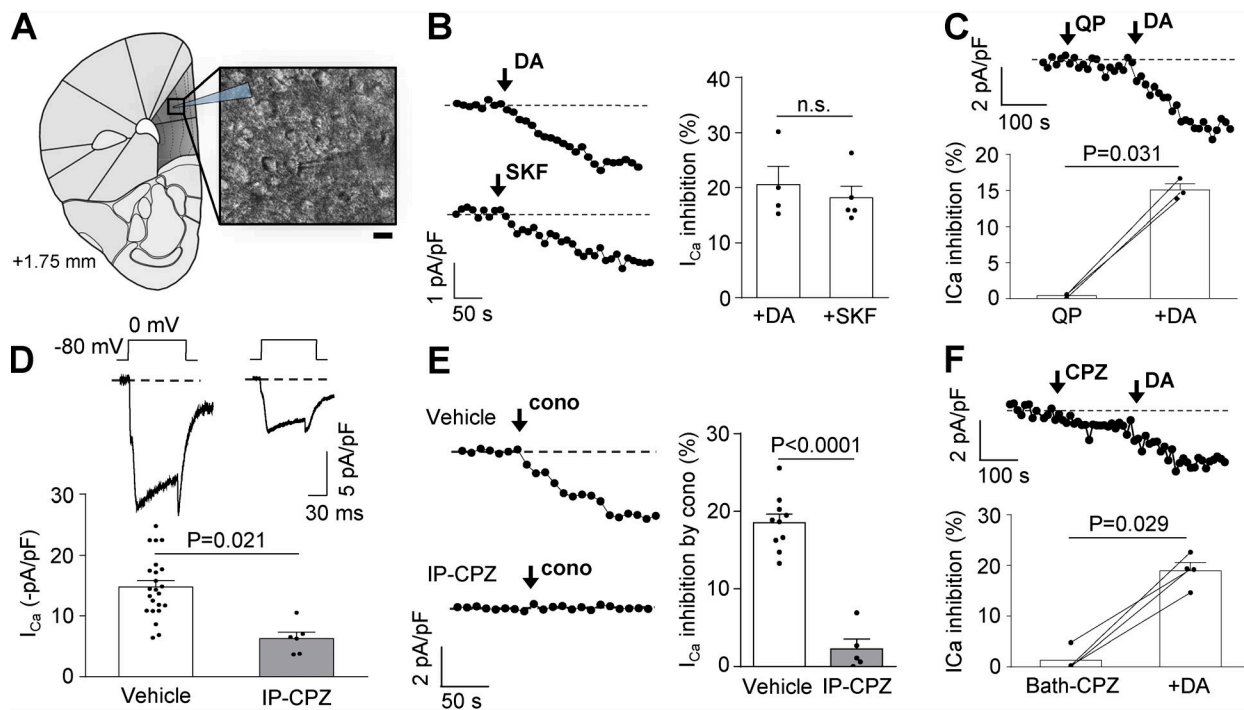 A
+1.75 mm
B
DA
SKF
1 pA/pF
50 s
I_Ca inhibition (%)
40
30
20
10
0
n.s.
+DA
+SKF
C
QP
DA
2 pA/pF
100 s
ICa inhibition (%)
20
15
10
5
0
P=0.031
QP
+DA
D
0 mV
-80 mV
5 pA/pF
30 ms
I_Ca (-pA/pF)
30
20
10
0
P=0.021
Vehicle
IP-CPZ
E
Vehicle
cono
IP-CPZ
cono
2 pA/pF
50 s
I_Ca inhibition by cono (%)
30
20
10
0
P<0.0001
Vehicle
IP-CPZ
F
CPZ
DA
2 pA/pF
100 s
ICa inhibition (%)
30
20
10
0
P=0.029
Bath-CPZ
+DA